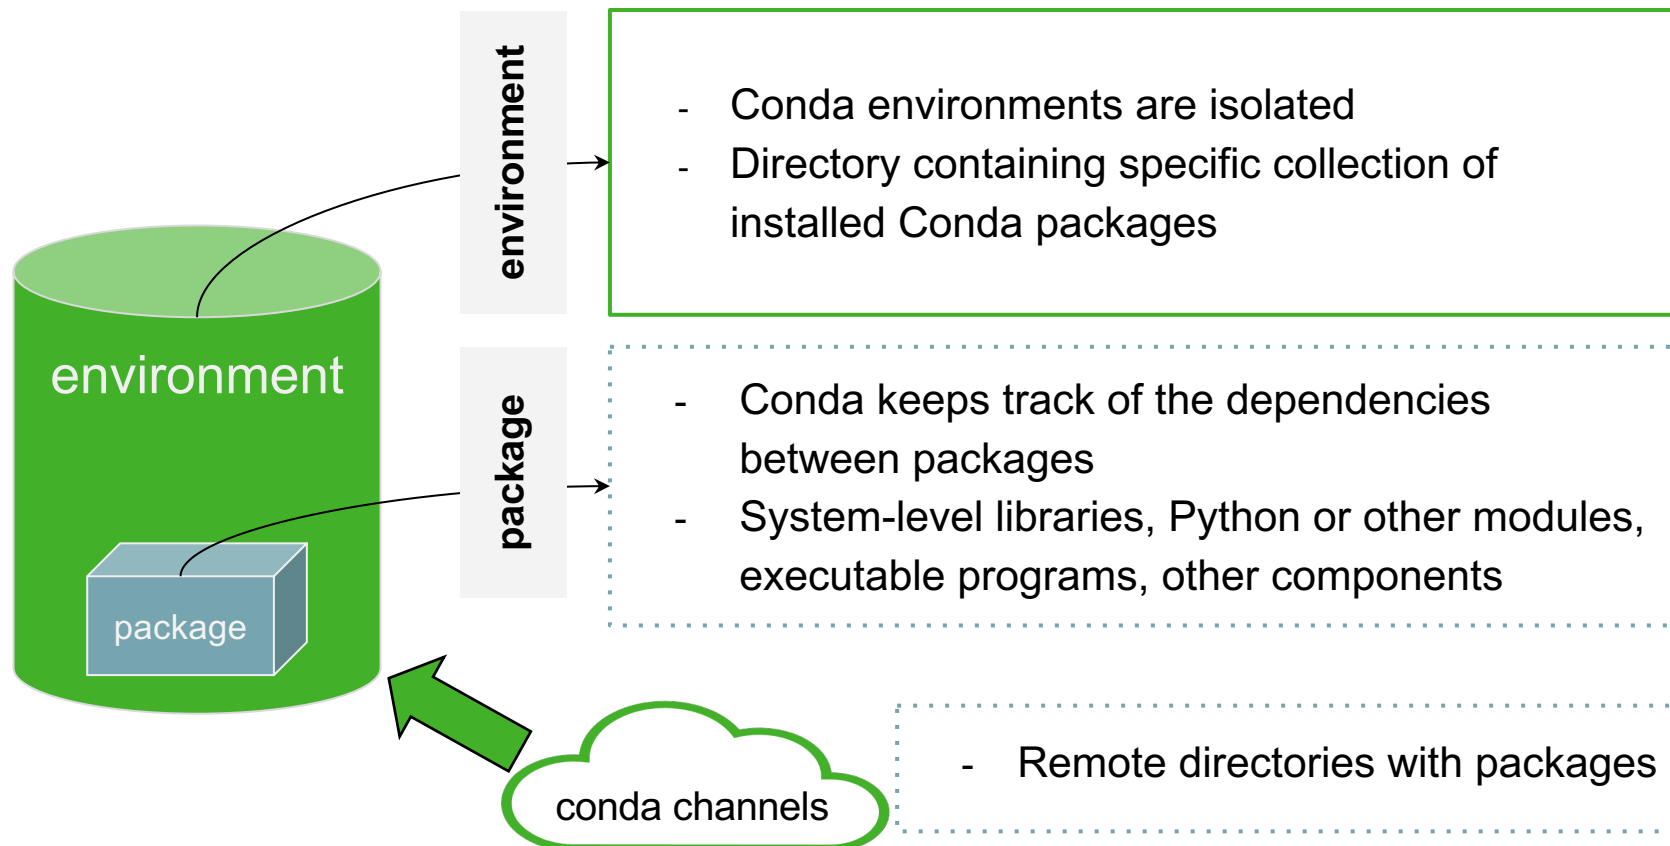 environment
- Conda environments are isolated
- Directory containing specific collection of
installed Conda packages
environment
package
- Conda keeps track of the dependencies
between packages
- System-level libraries, Python or other modules,
executable programs, other components
package
- Remote directories with packages
conda channels